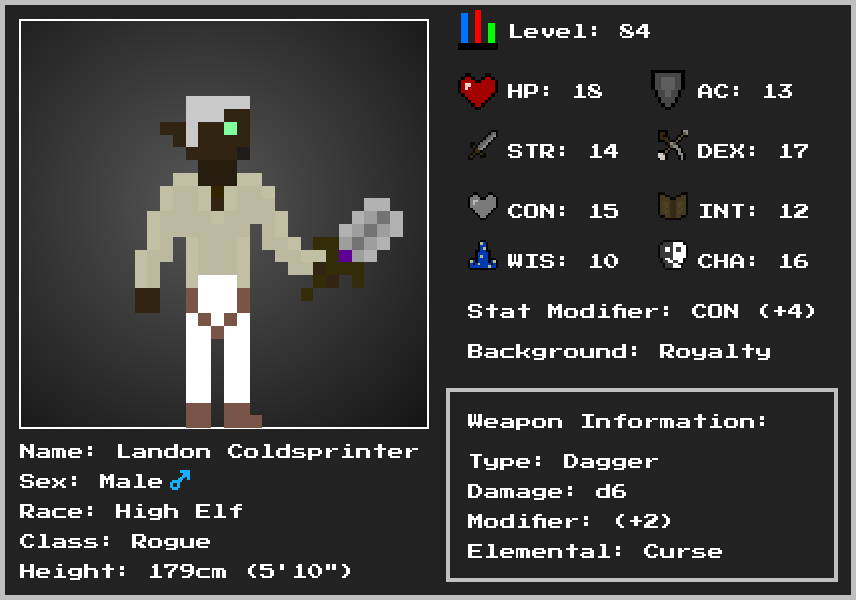 Level: 84
HP: 18
AC: 13
STR: 14
DEX: 17
CON: 15
INT: 12
WIS: 10
CHA: 16
Stat Modifier: CON (+4)
Background: Royalty
Weapon Information:
Type: Dagger
Damage: d6
Modifier: (+2)
Elemental: Curse
Name: Landon Coldsprinter
Sex: Male♂
Race: High Elf
Class: Rogue
Height: 179cm (5'10")